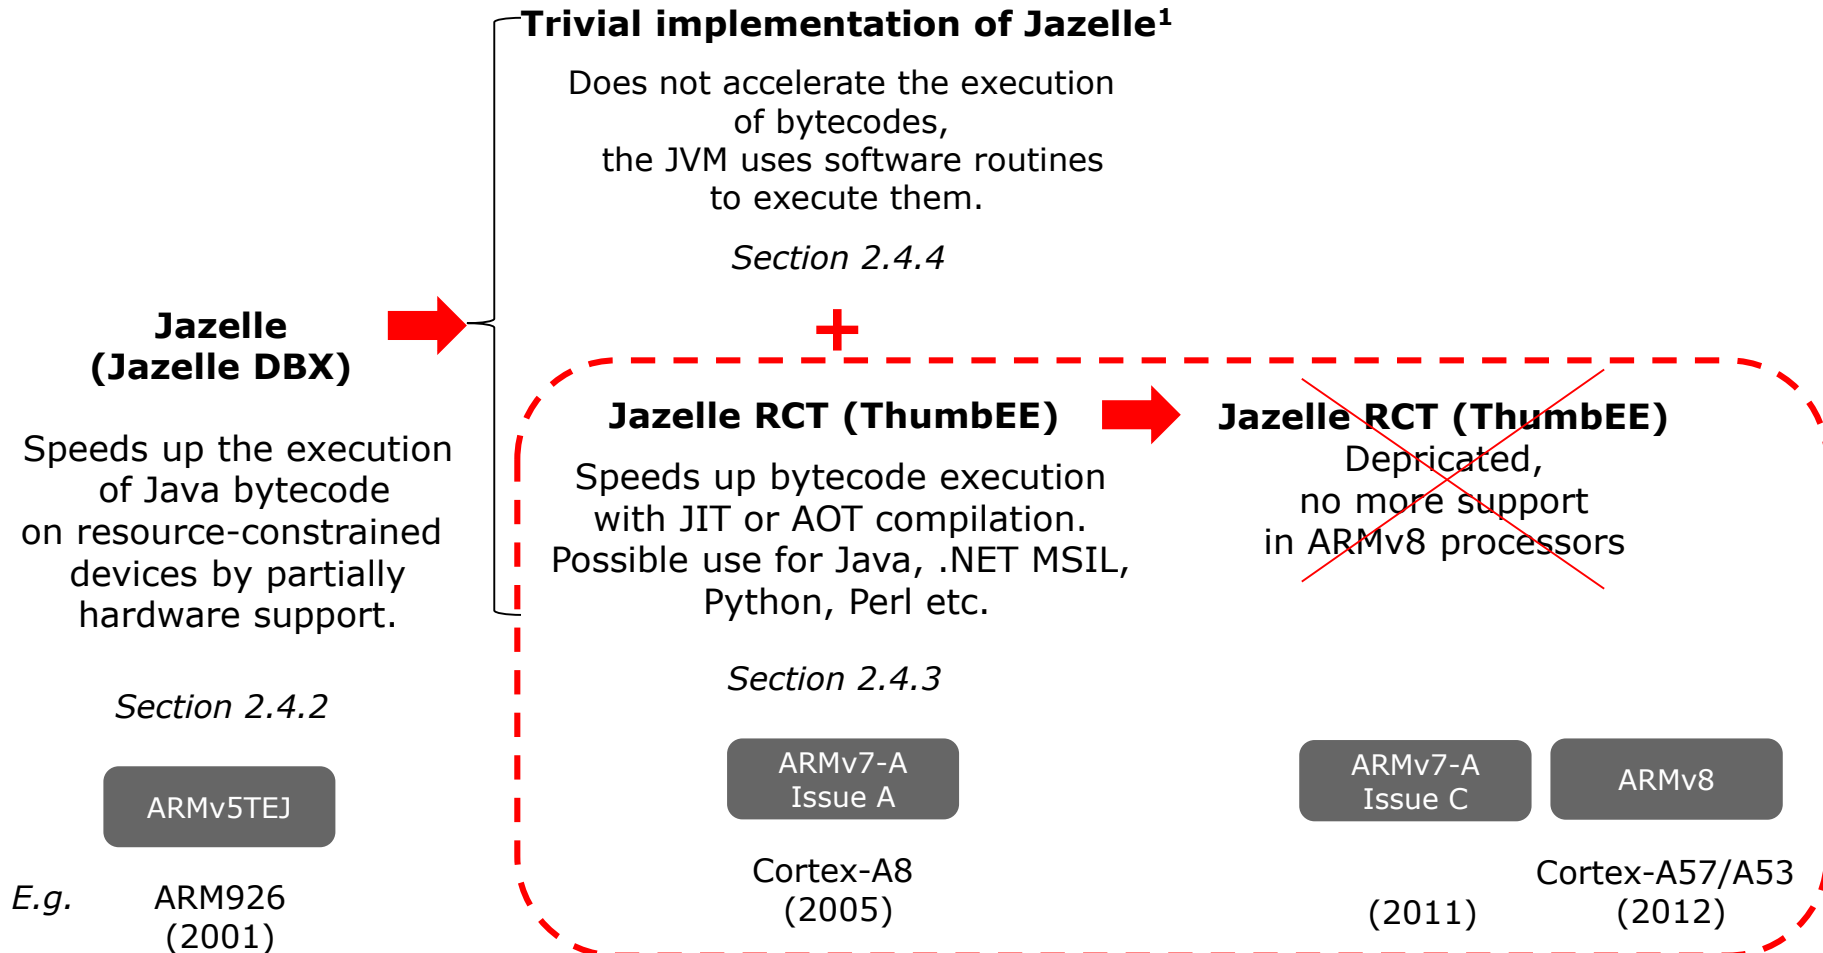 Trivial implementation of Jazelle¹
Does not accelerate the execution
of bytecodes,
the JVM uses software routines
to execute them.
Section 2.4.4
+
Jazelle
(Jazelle DBX)
Speeds up the execution
of Java bytecode
on resource-constrained
devices by partially
hardware support.
Section 2.4.2
ARMv5TEJ
E.g.
ARM926
(2001)
Jazelle RCT (ThumbEE)
Speeds up bytecode execution
with JIT or AOT compilation.
Possible use for Java, .NET MSIL,
Python, Perl etc.
Section 2.4.3
ARMv7-A
Issue A
Cortex-A8
(2005)
Jazelle RCT (ThumbEE)
Depricated,
no more support
in ARMv8 processors
ARMv7-A
Issue C
(2011)
ARMv8
Cortex-A57/A53
(2012)